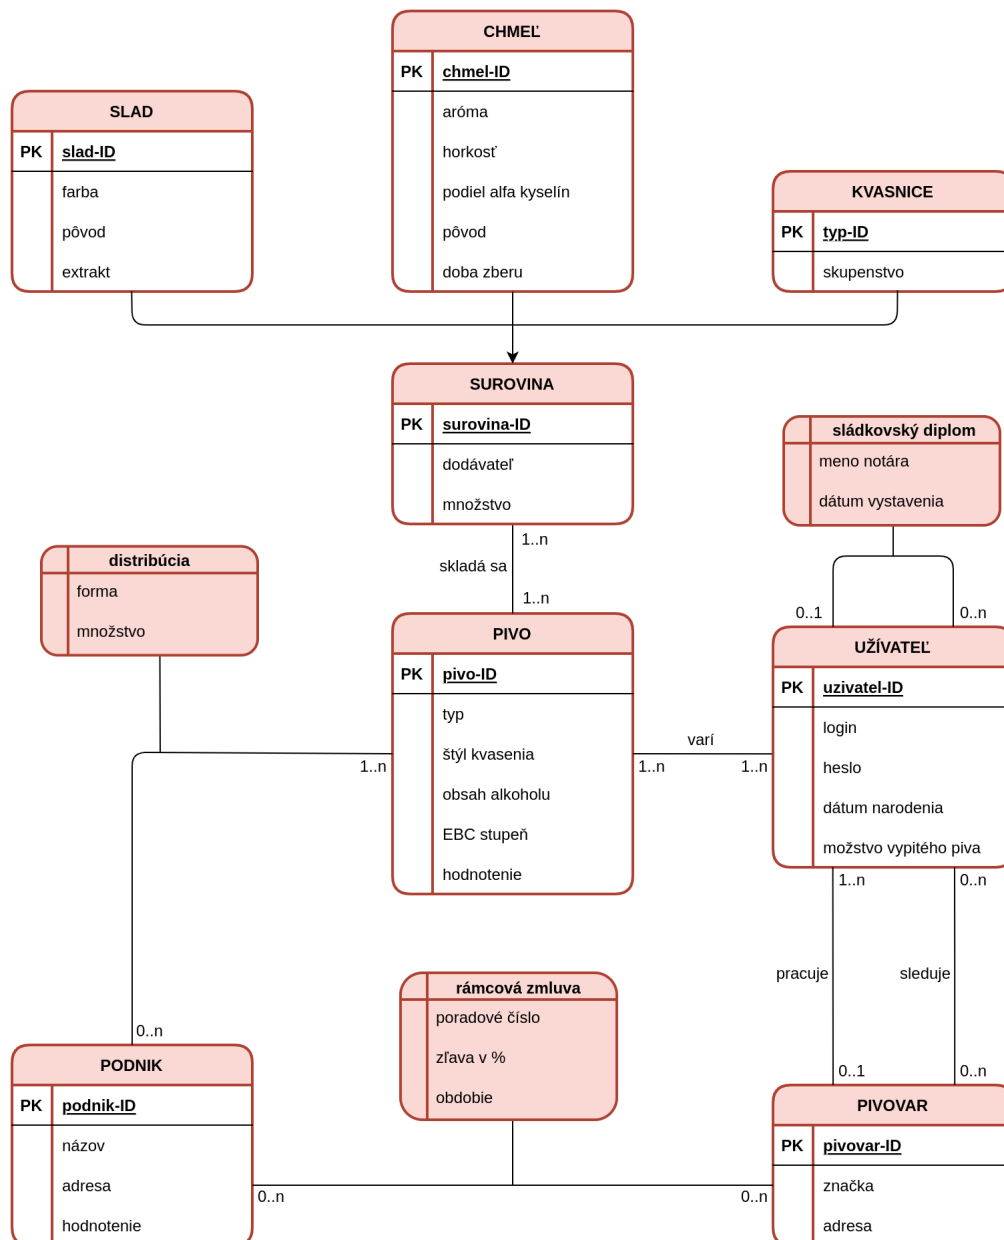 CHMEĽ
PK chmel-ID
aróma
horkosť
podiel alfa kyselín
pôvod
doba zberu
SLAD
PK slad-ID
farba
pôvod
extrakt
KVASNICE
PK typ-ID
skupenstvo
SUROVINA
PK surovina-ID
dodávateľ
množstvo
1..n
skladá sa
1..n
sládkovský diplom
meno notára
dátum vystavenia
0..1
0..n
distribúcia
forma
množstvo
PIVO
PK pivo-ID
typ
štýl kvasenia
obsah alkoholu
EBC stupeň
hodnotenie
1..n
varí
1..n
1..n
UŽÍVATEĽ
PK uzivatel-ID
login
heslo
dátum narodenia
možstvo vypitého piva
1..n
0..n
pracuje
sleduje
0..1
0..n
rámcová zmluva
poradové číslo
zľava v %
obdobie
0..n
PODNIK
PK podnik-ID
názov
adresa
hodnotenie
0..n
0..n
PIVOVAR
PK pivovar-ID
značka
adresa